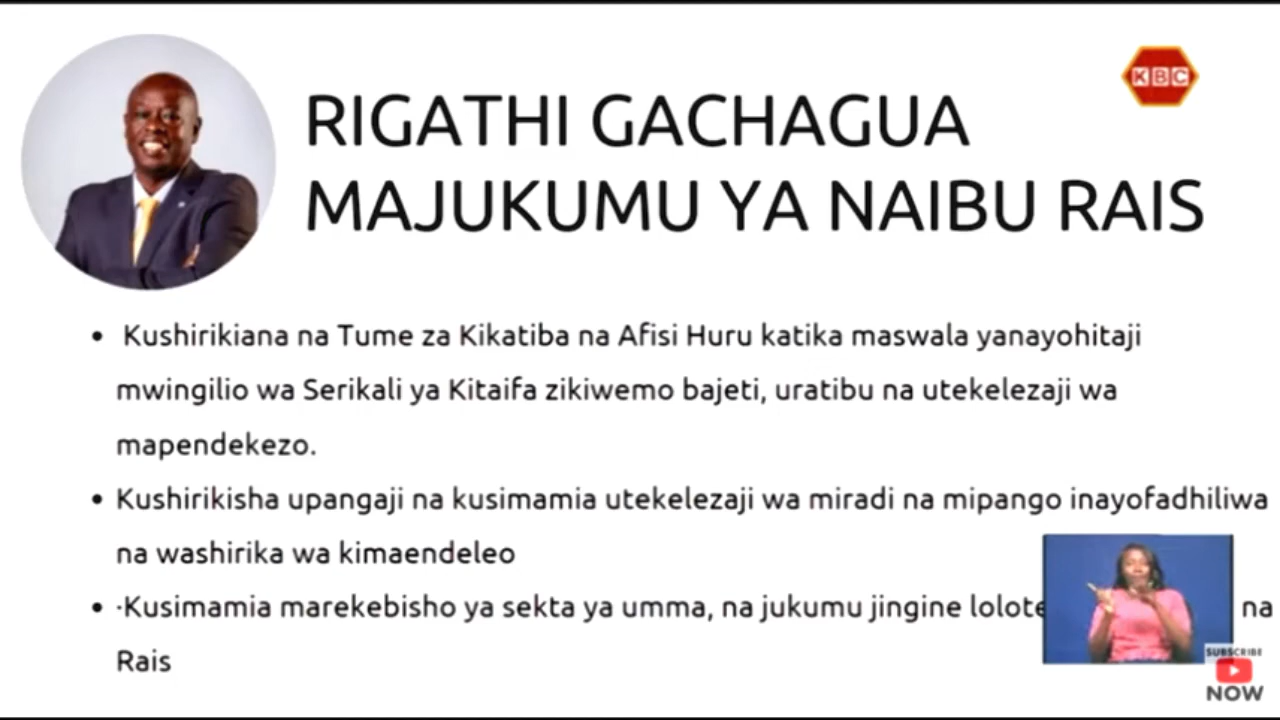 KBC
RIGATHI GACHAGUA
MAJUKUMU YA NAIBU RAIS
• Kushirikiana na Tume za Kikatiba na Afisi Huru katika maswala yanayohitaji
mwingilio wa Serikali ya Kitaifa zikiwemo bajeti, uratibu na utekelezaji wa
mapendekezo.
• Kushirikisha upangaji na kusimamia utekelezaji wa miradi na mipango inayofadhiliwa
na washirika wa kimaendeleo
• ·Kusimamia marekebisho ya sekta ya umma, na jukumu jingine lolote na
Rais
SUBSCRIBE
NOW